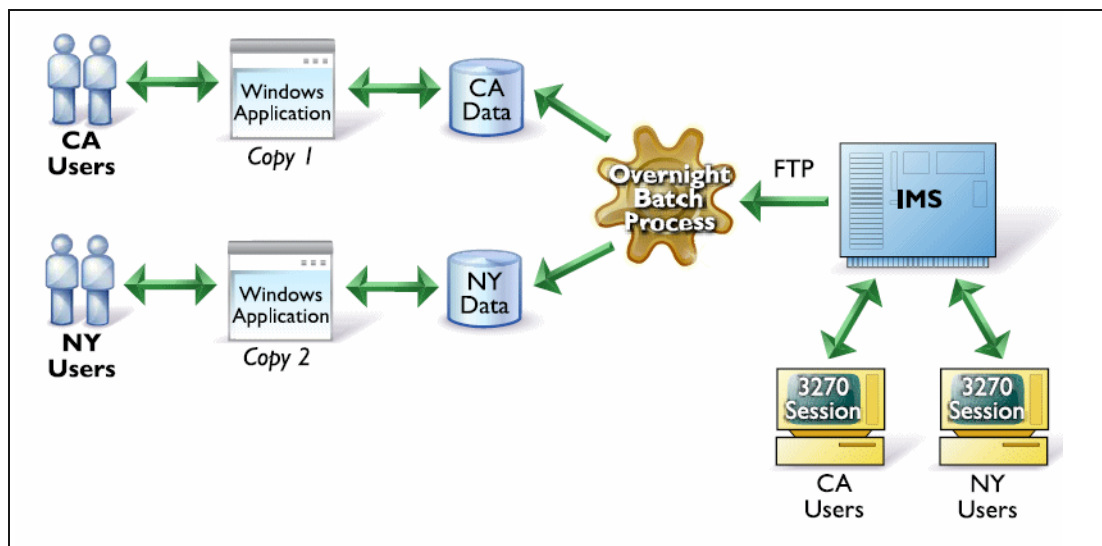 CA
Users
Windows
Application
Copy 1
CA
Data
Overnight
Batch
Process
FTP
IMS
NY
Users
Windows
Application
Copy 2
NY
Data
3270
Session
CA
Users
3270
Session
NY
Users